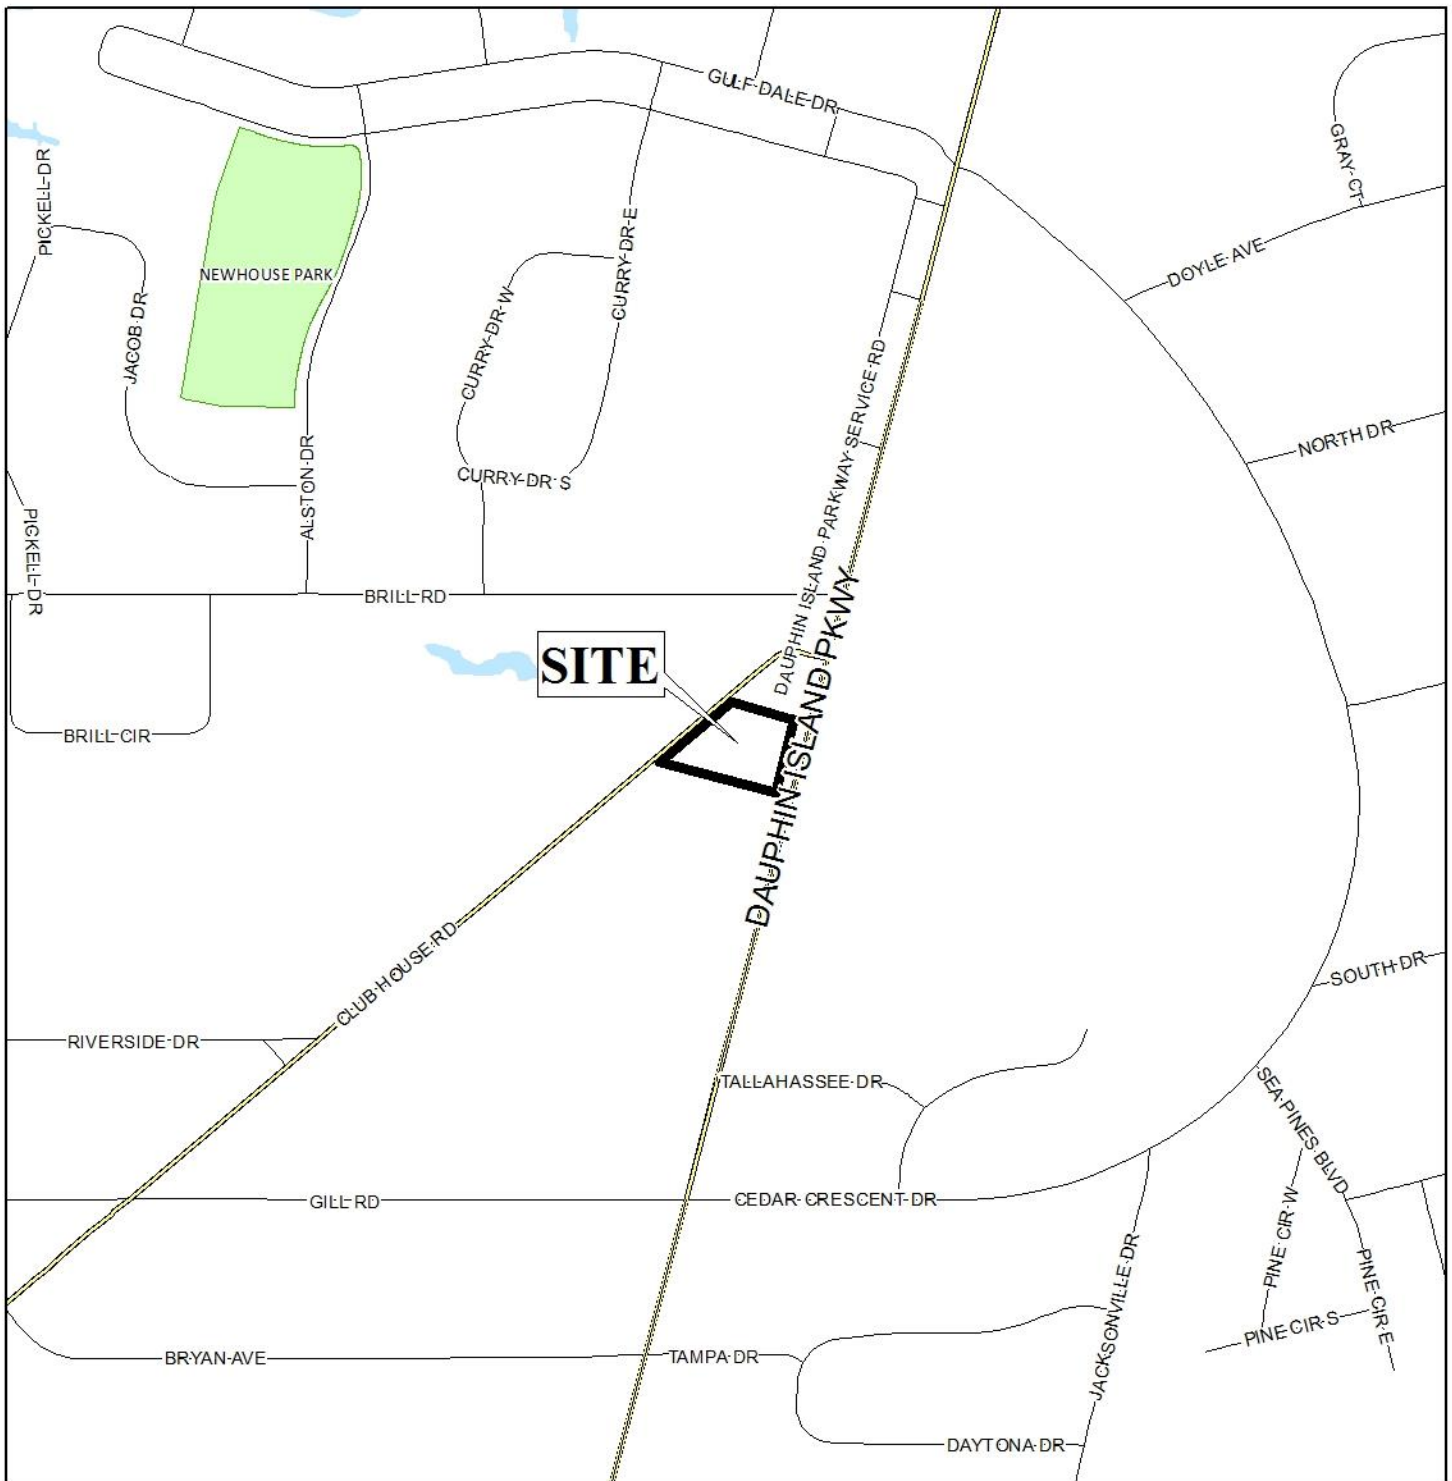 GULF DALE DR
GRAY CT
PICKELL DR
DOYLE AVE
CURRY DR E
NEWHOUSE PARK
JACOB DR
CURRY DR W
DAUPHIN ISLAND PARKWAY SERVICE RD
NORTH DR
CURRY DR S
ALSTON DR
PICKELL DR
BRILL RD
SITE
DAUPHIN ISLAND PKWY
BRILL CIR
CLUB HOUSE RD
SOUTH DR
RIVERSIDE DR
TALLAHASSEE DR
SEA PINES BLVD
GILL RD
CEDAR CRESCENT DR
PINE CIR W
PINE CIR E
JACKSONVILLE DR
PINE CIR S
BRYAN AVE
TAMPA DR
DAYTONA DR